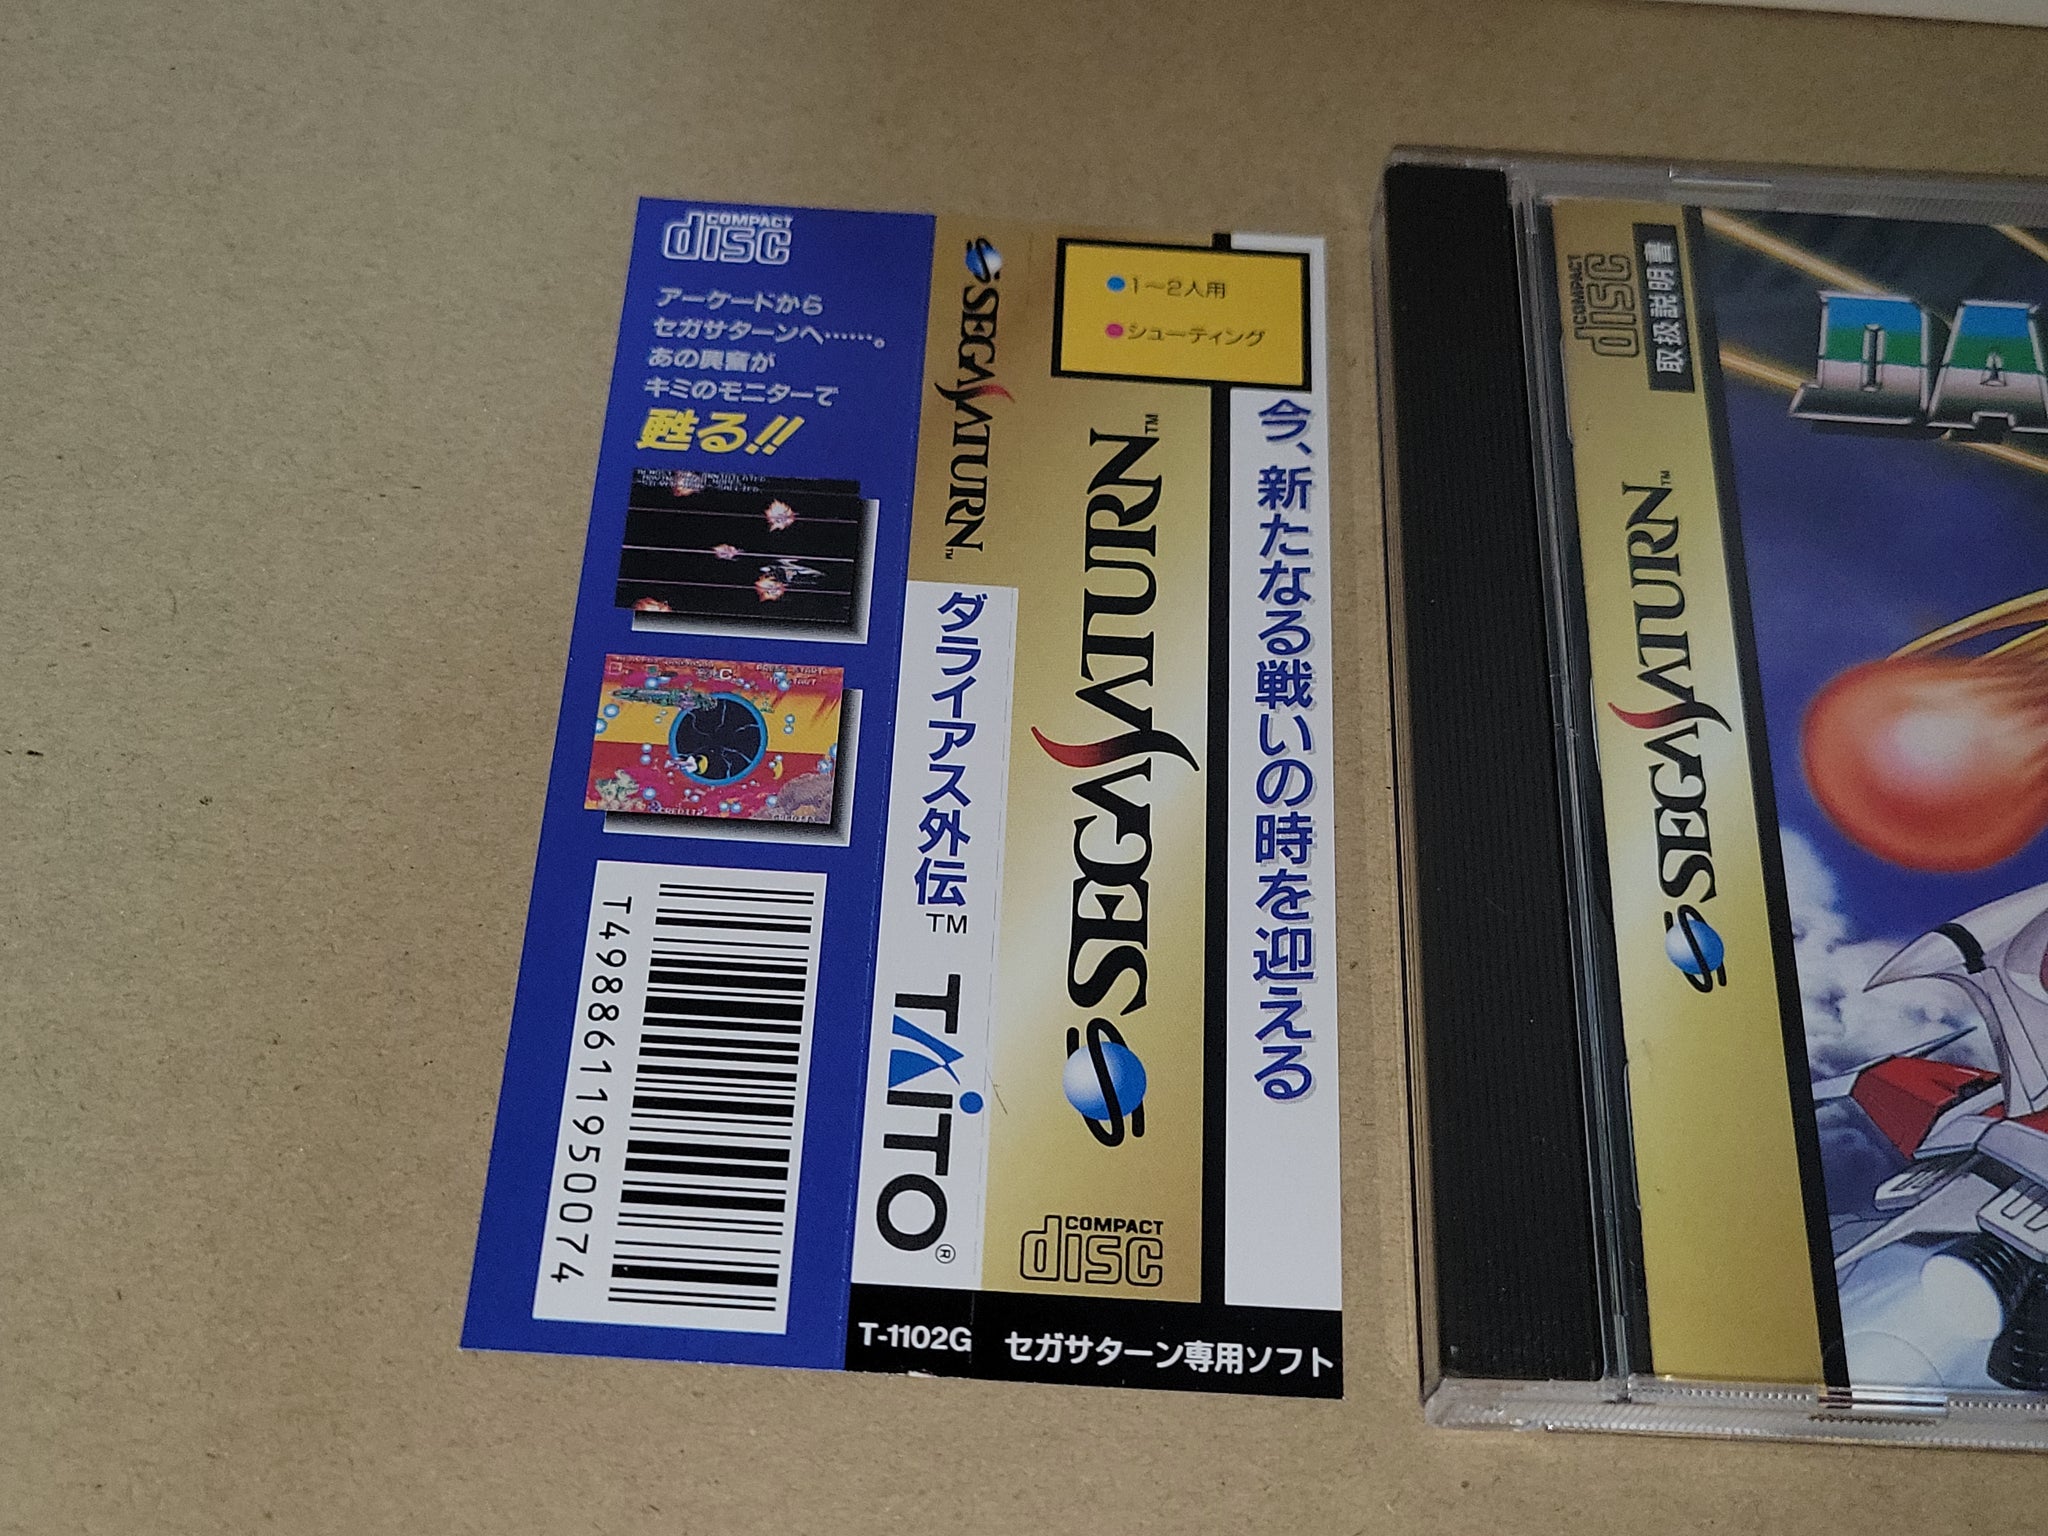 COMPACT
disc
アーケードから
セガサターンへ……。
あの興奮が
キミのモニターで
甦る!!
T4988611950074
SEGA SATURN™
ダライアス外伝™
TAITO®
T-1102G
●1〜2人用
●シューティング
SEGA SATURN™
COMPACT
disc
今、新たなる戦いの時を迎える
セガサターン専用ソフト
COMPACT
disc
取扱説明書
SEGA SATURN™
DA